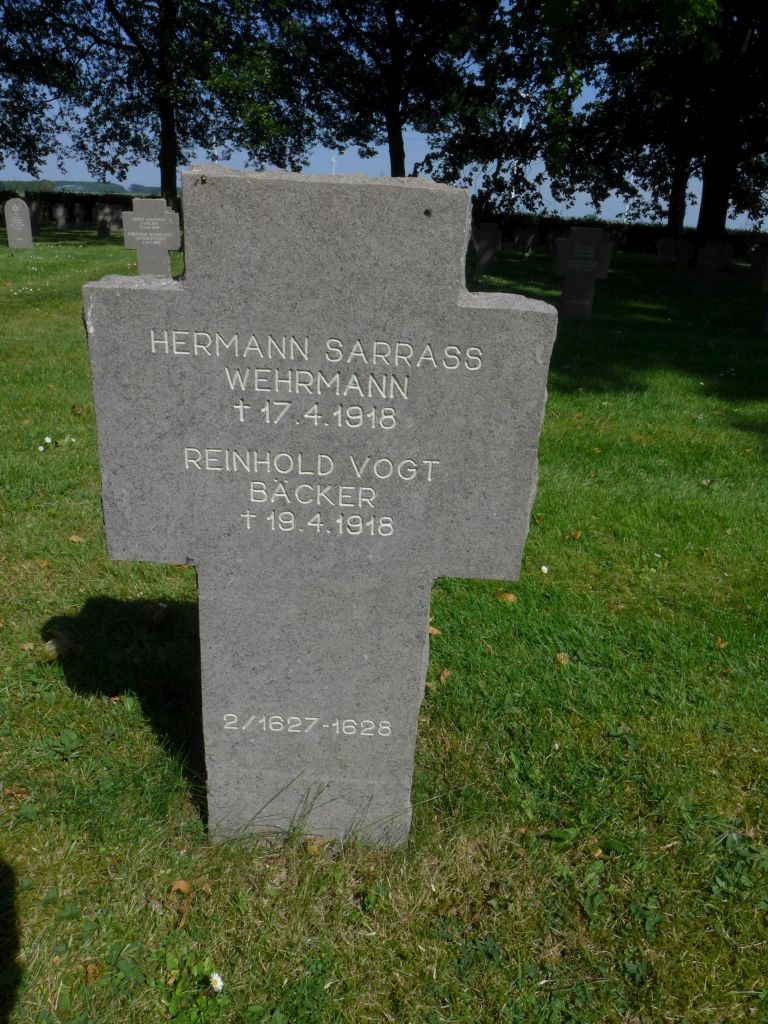 HERMANN SARRASS
WEHRMANN
† 17.4.1918
REINHOLD VOGT
BÄCKER
† 19.4.1918
2/1627-1628